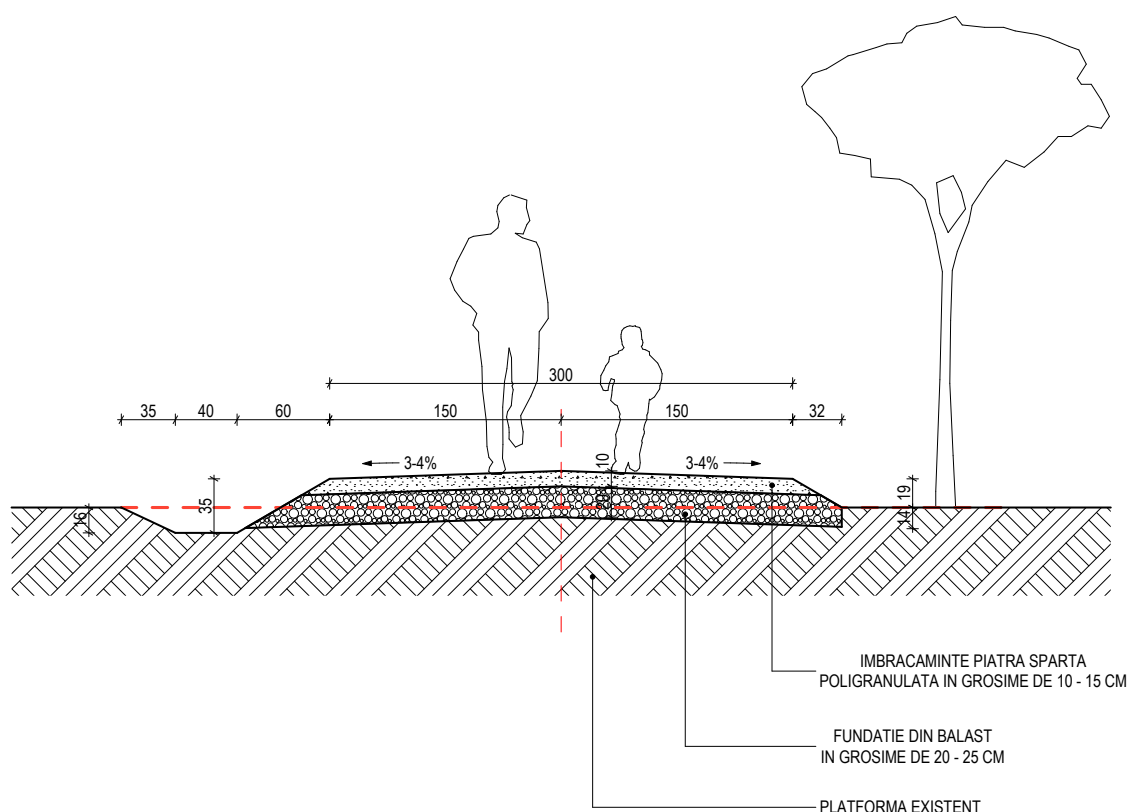 300
35 40 60 150 150 32
3-4% 10 3-4%
16 35 20 14 19
IMBRACAMINTE PIATRA SPARTA
POLIGRANULATA IN GROSIME DE 10 - 15 CM
FUNDATIE DIN BALAST
IN GROSIME DE 20 - 25 CM
PLATFORMA EXISTENT